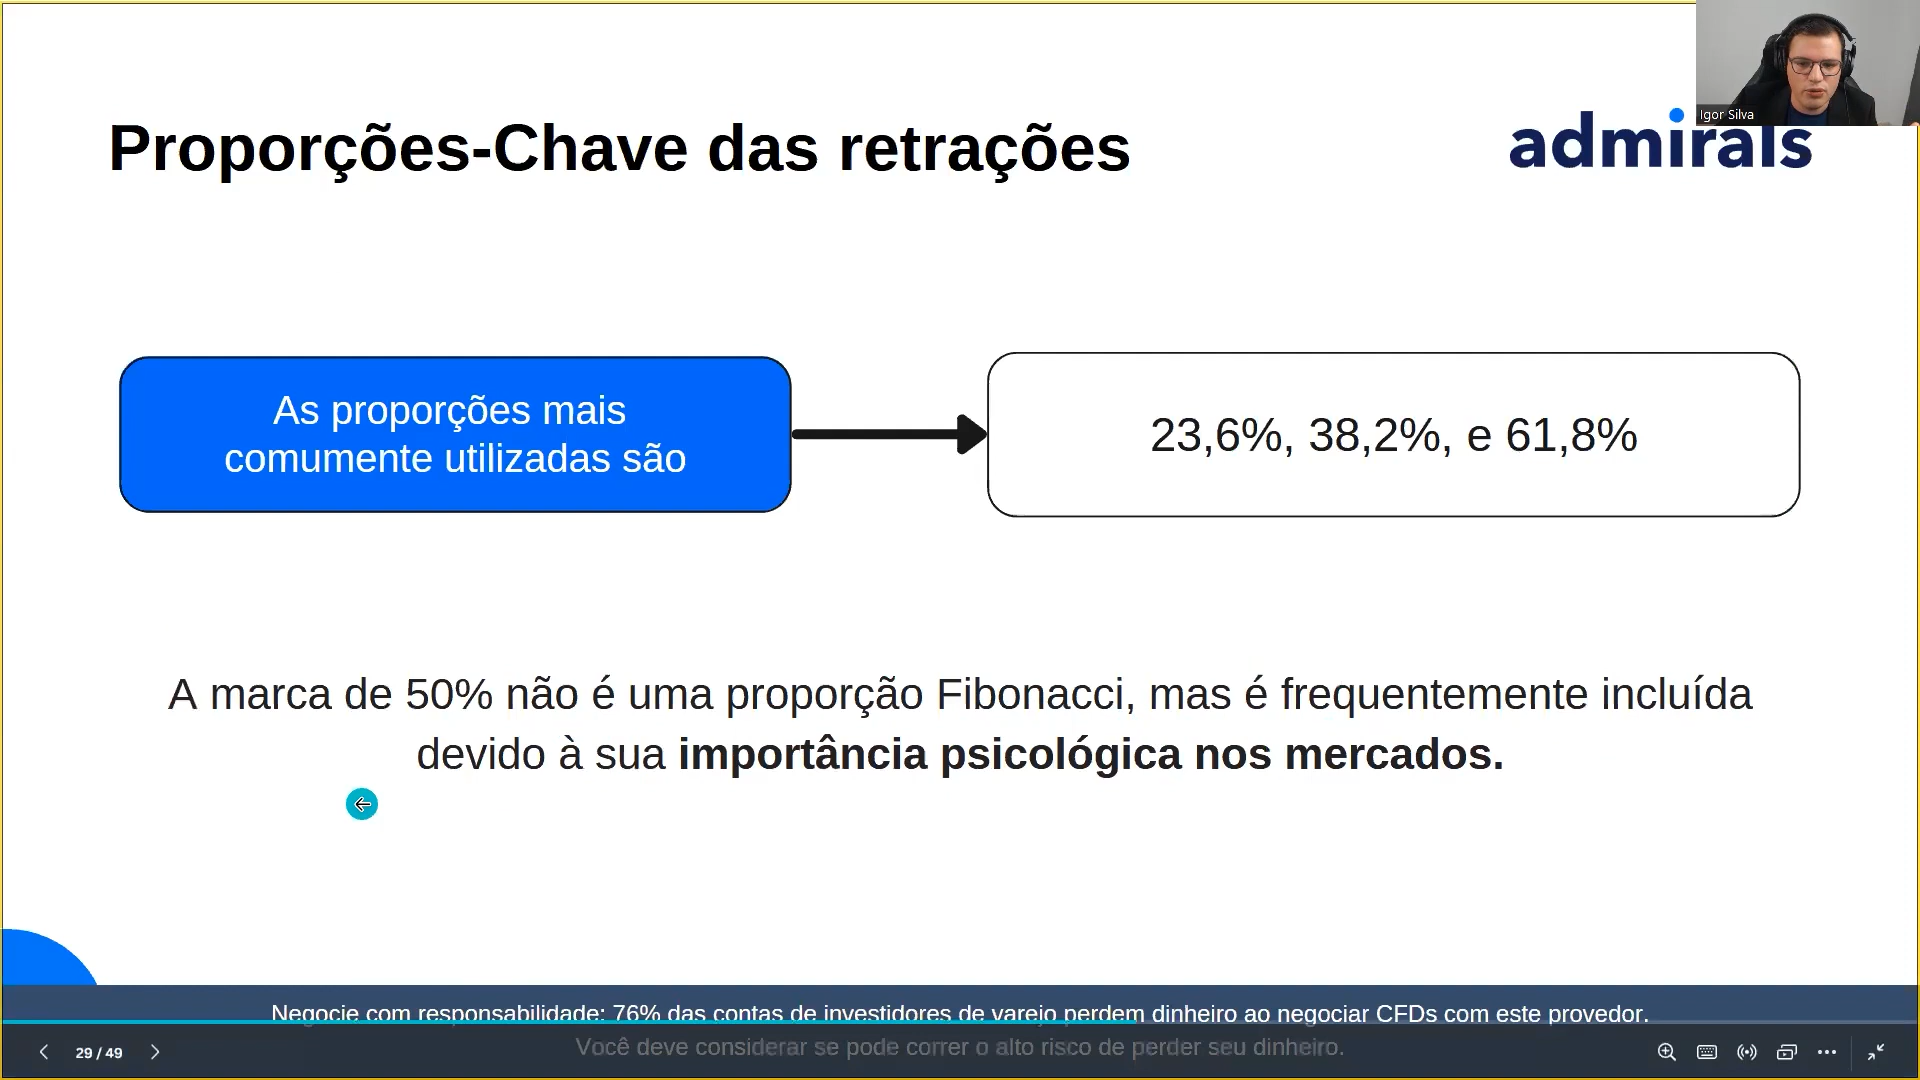 Igor Silva
Proporções-Chave das retrações
admirals
As proporções mais
comumente utilizadas são
23,6%, 38,2%, e 61,8%
A marca de 50% não é uma proporção Fibonacci, mas é frequentemente incluída
devido à sua importância psicológica nos mercados.
Negocie com responsabilidade: 76% das contas de investidores de varejo perdem dinheiro ao negociar CFDs com este provedor.
Você deve considerar se pode correr o alto risco de perder seu dinheiro.
29 / 49